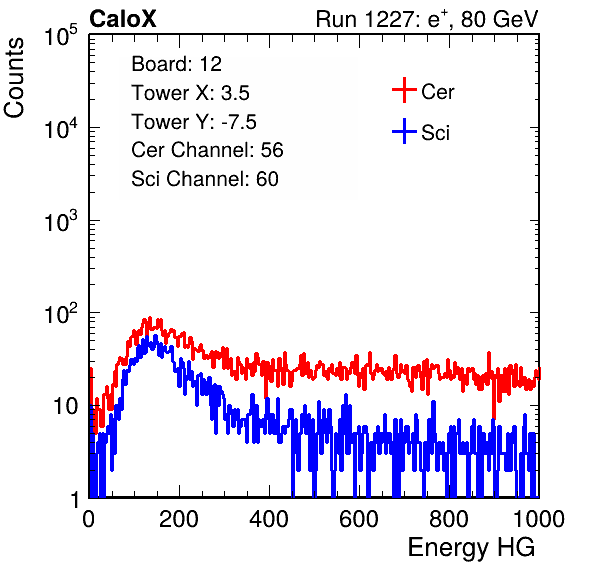 CaloX Run 1227: e⁺, 80 GeV
Counts
10⁵
10⁴
10³
10²
10
1
Board: 12
Tower X: 3.5
Tower Y: -7.5
Cer Channel: 56
Sci Channel: 60
Cer
Sci
0 200 400 600 800 1000
Energy HG